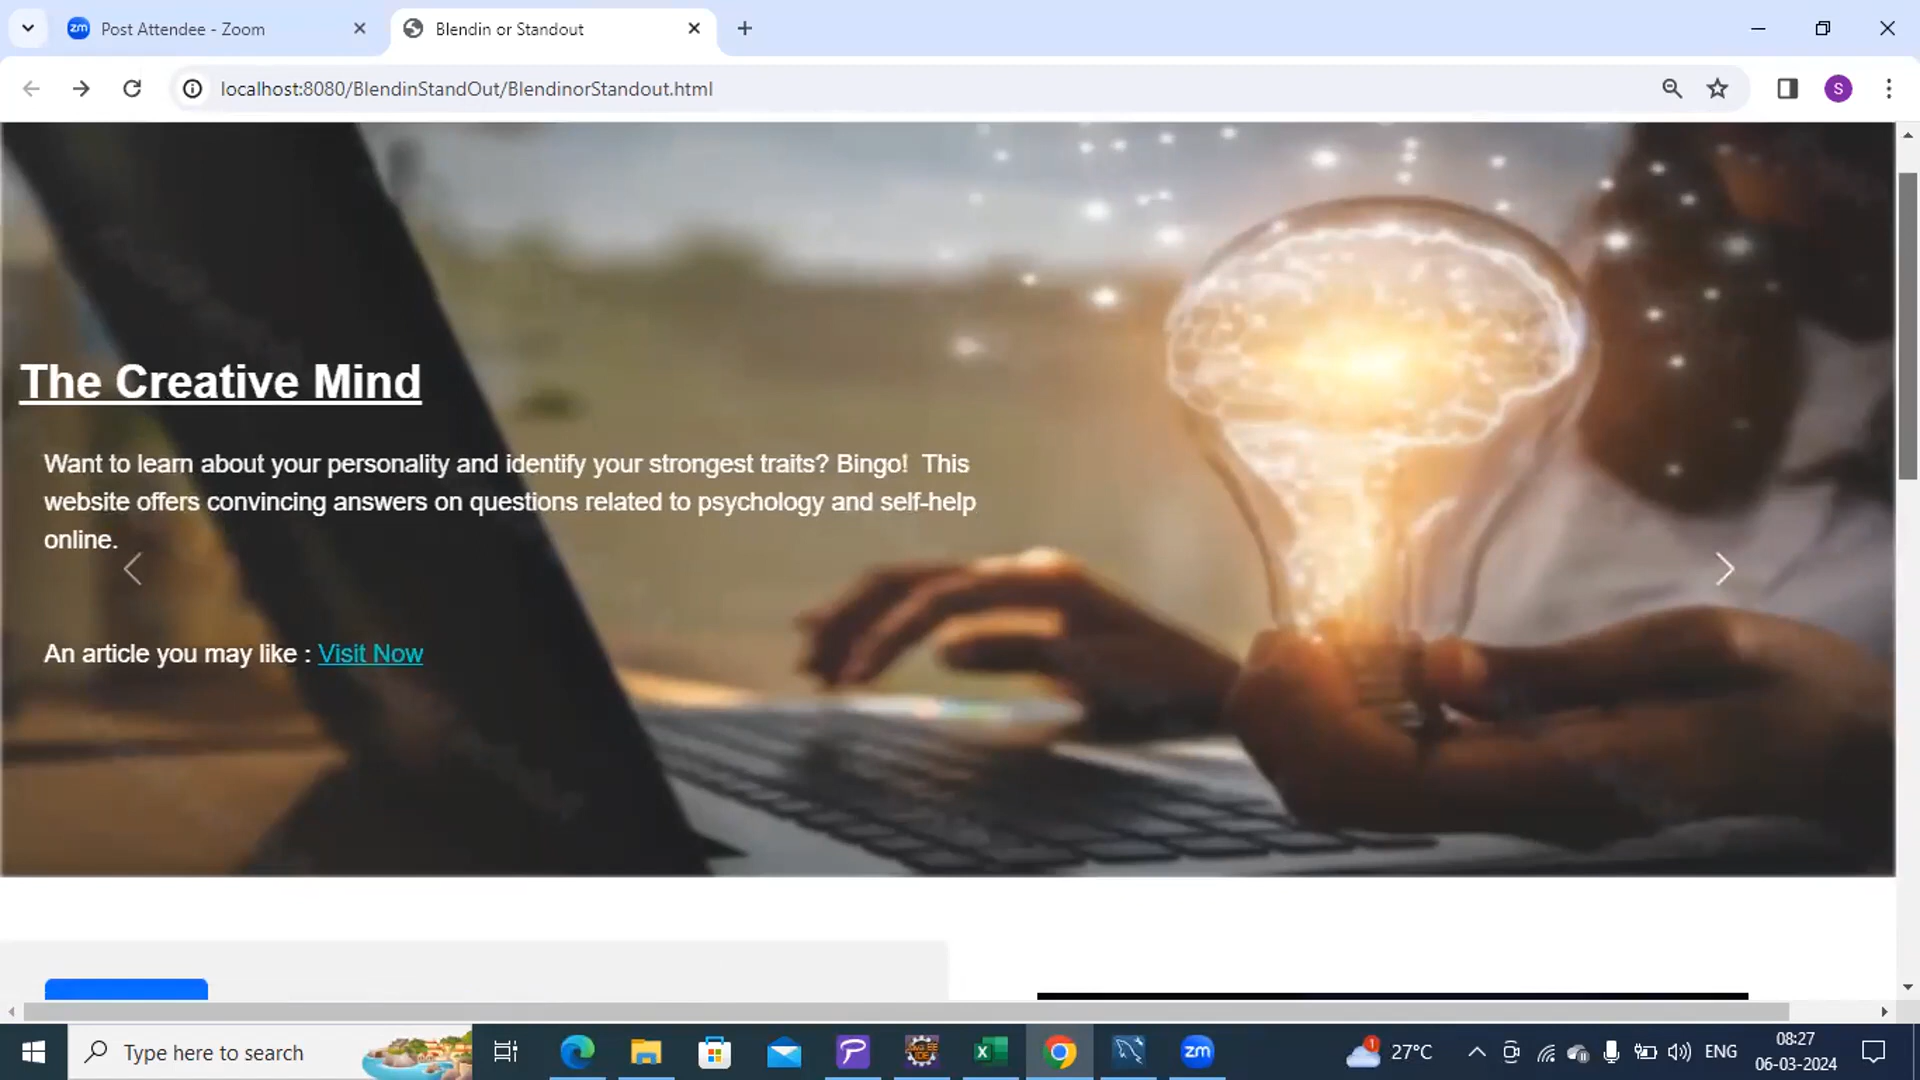 zm Post Attendee - Zoom
Blendin or Standout
localhost:8080/BlendinStandOut/BlendinorStandout.html
S
The Creative Mind
Want to learn about your personality and identify your strongest traits? Bingo! This
website offers convincing answers on questions related to psychology and self-help
online.
An article you may like : Visit Now
Type here to search
zm
1
27°C
ENG
08:27
06-03-2024